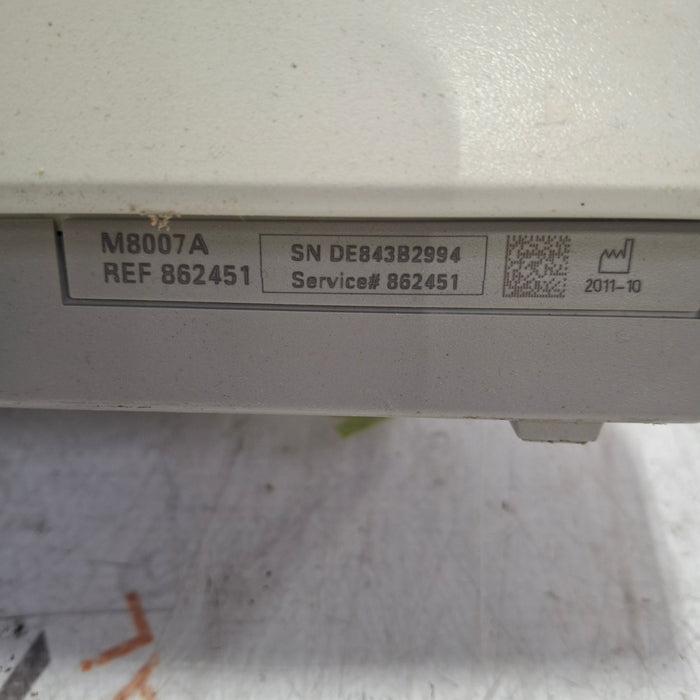 M8007A
REF 862451
SN DE843B2994
Service# 862451
2011-10